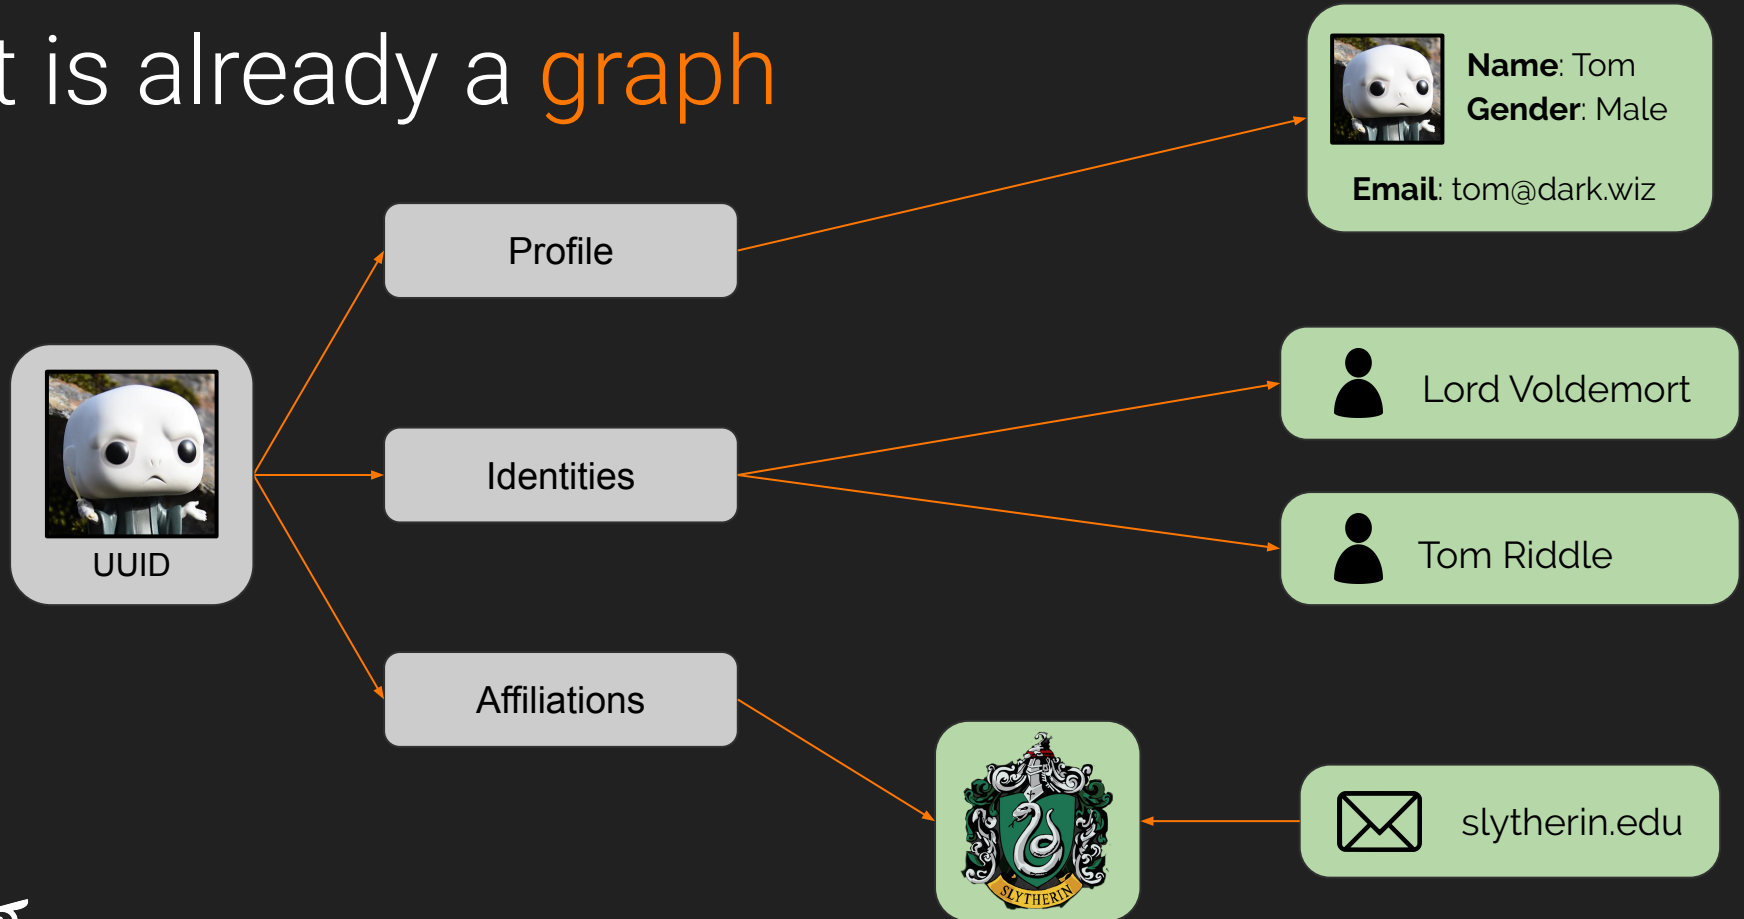 t is already a graph
Name: Tom
Gender: Male
Email: tom@dark.wiz
Profile
Lord Voldemort
Identities
UUID
Tom Riddle
Affiliations
SLYTHERIN
slytherin.edu